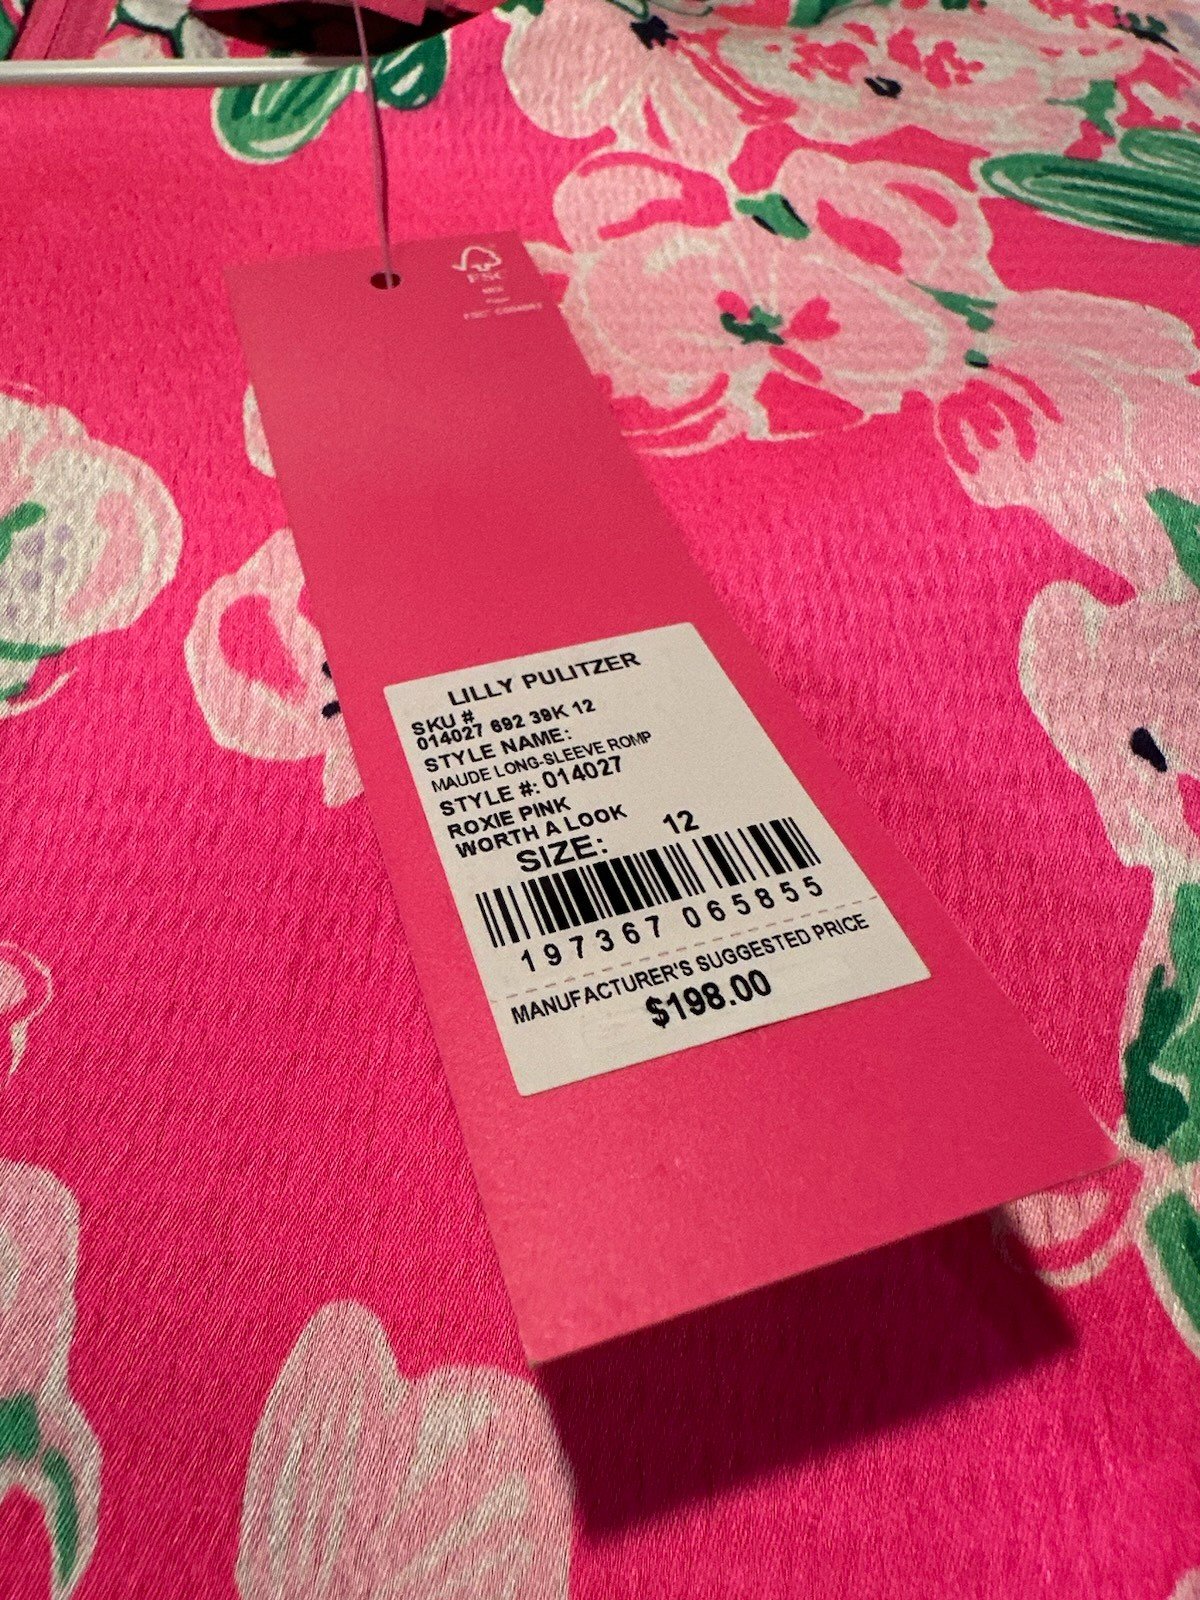 FSC
LILLY PULITZER
SKU #
014027 692 39K 12
STYLE NAME:
MAUDE LONG-SLEEVE ROMP
STYLE #: 014027
ROXIE PINK
WORTH A LOOK
SIZE: 12
197367 065855
MANUFACTURER'S SUGGESTED PRICE
$198.00